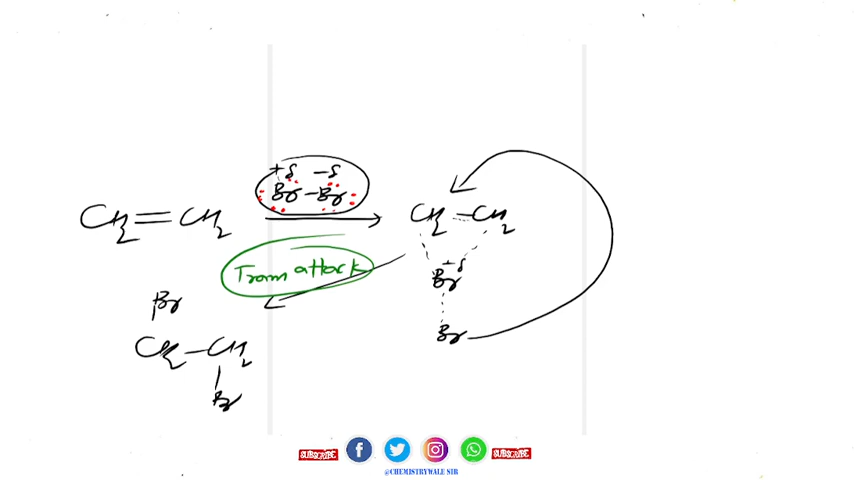 +δ -δ
Br-Br
CH2=CH2
CH2-CH2
+δ
Br
Br
Trans attack
Br
CH2-CH2
Br
SUBSCRIBE
SUBSCRIBE
@CHEMISTRYWALE SIR